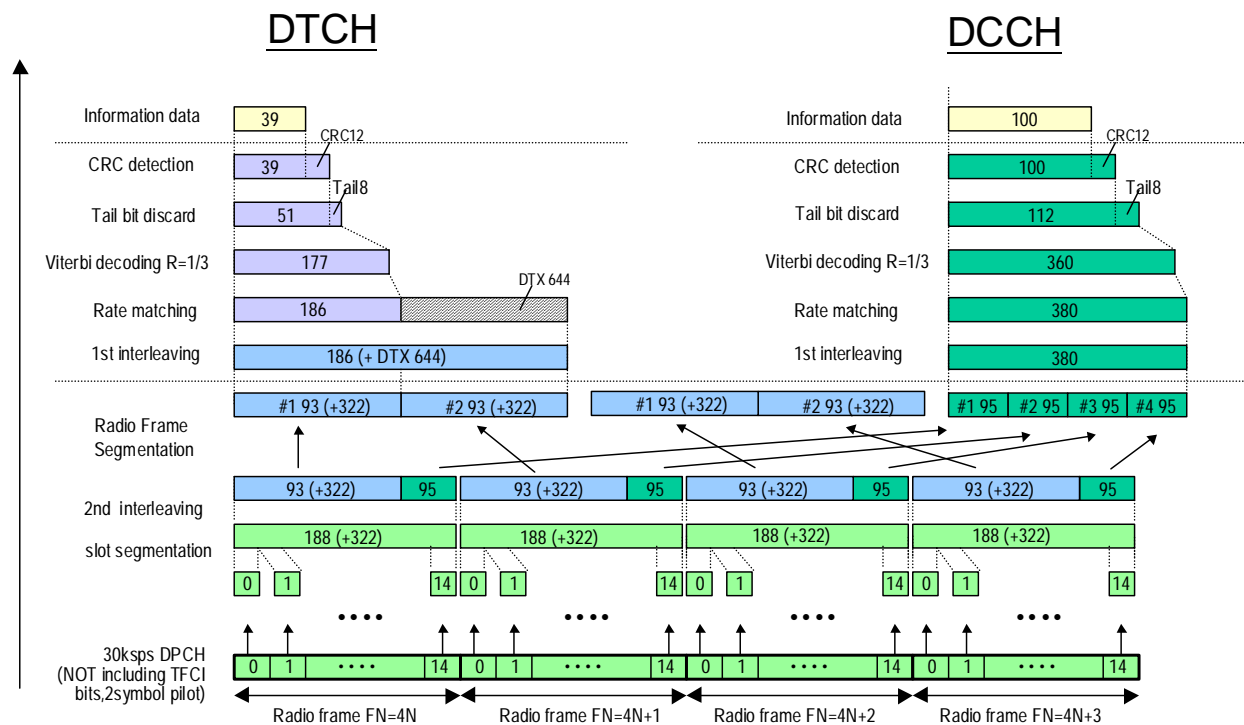 DTCH
DCCH
Information data
39
CRC12
CRC detection
39
Tail8
Tail bit discard
51
Viterbi decoding R=1/3
177
DTX 644
Rate matching
186
1st interleaving
186 (+ DTX 644)
Information data
100
CRC12
CRC detection
100
Tail8
Tail bit discard
112
Viterbi decoding R=1/3
360
Rate matching
380
1st interleaving
380
#1 93 (+322) #2 93 (+322) #1 93 (+322) #2 93 (+322) #1 95 #2 95 #3 95 #4 95
Radio Frame
Segmentation
93 (+322) 95 93 (+322) 95 93 (+322) 95 93 (+322) 95
2nd interleaving
188 (+322) 188 (+322) 188 (+322) 188 (+322)
slot segmentation
0 1 14 0 1 14 0 1 14 0 1 14
•••• •••• •••• ••••
30ksps DPCH
(NOT including TFCI
bits,2symbol pilot)
0 1 •••• 14 0 1 •••• 14 0 1 •••• 14 0 1 •••• 14
Radio frame FN=4N Radio frame FN=4N+1 Radio frame FN=4N+2 Radio frame FN=4N+3